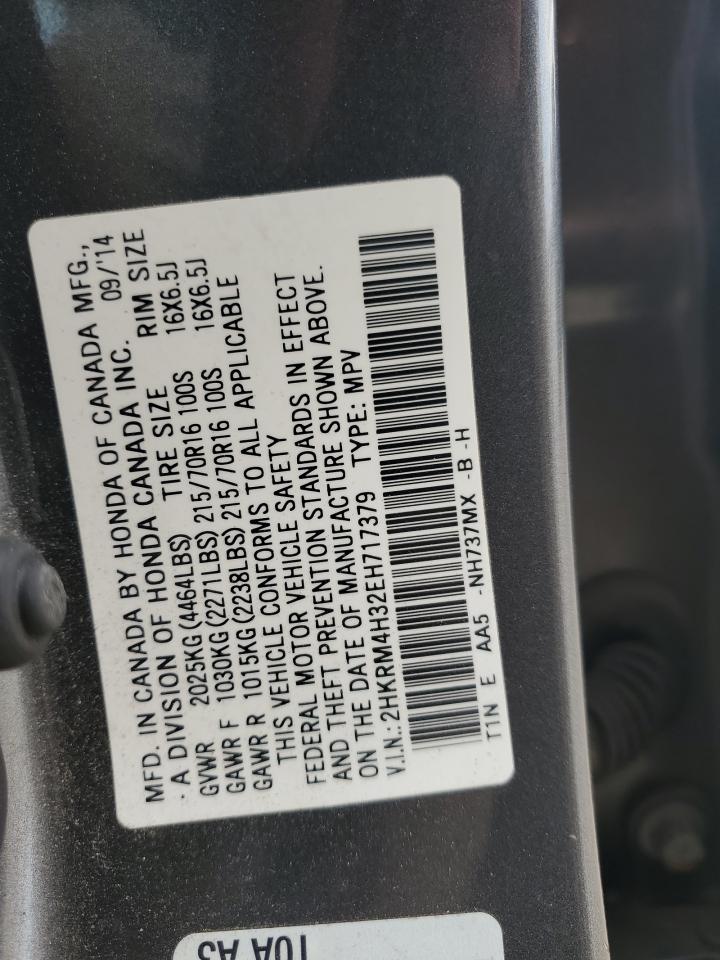 MFD. IN CANADA BY HONDA OF CANADA MFG.,
· A DIVISION OF HONDA CANADA INC. 09/'14
GVWR 2025KG(4464LBS) TIRE SIZE RIM SIZE
GAWR F 1030KG(2271LBS)215/70R16 100S 16X6.5J
GAWR R 1015KG(2238LBS)215/70R16 100S 16X6.5J
THIS VEHICLE CONFORMS TO ALL APPLICABLE
FEDERAL MOTOR VEHICLE SAFETY
AND THEFT PREVENTION STANDARDS IN EFFECT
ON THE DATE OF MANUFACTURE SHOWN ABOVE.
V.I.N.:2HKRM4H32EH717379 TYPE: MPV
T1N E AA5 -NH737MX -B -H